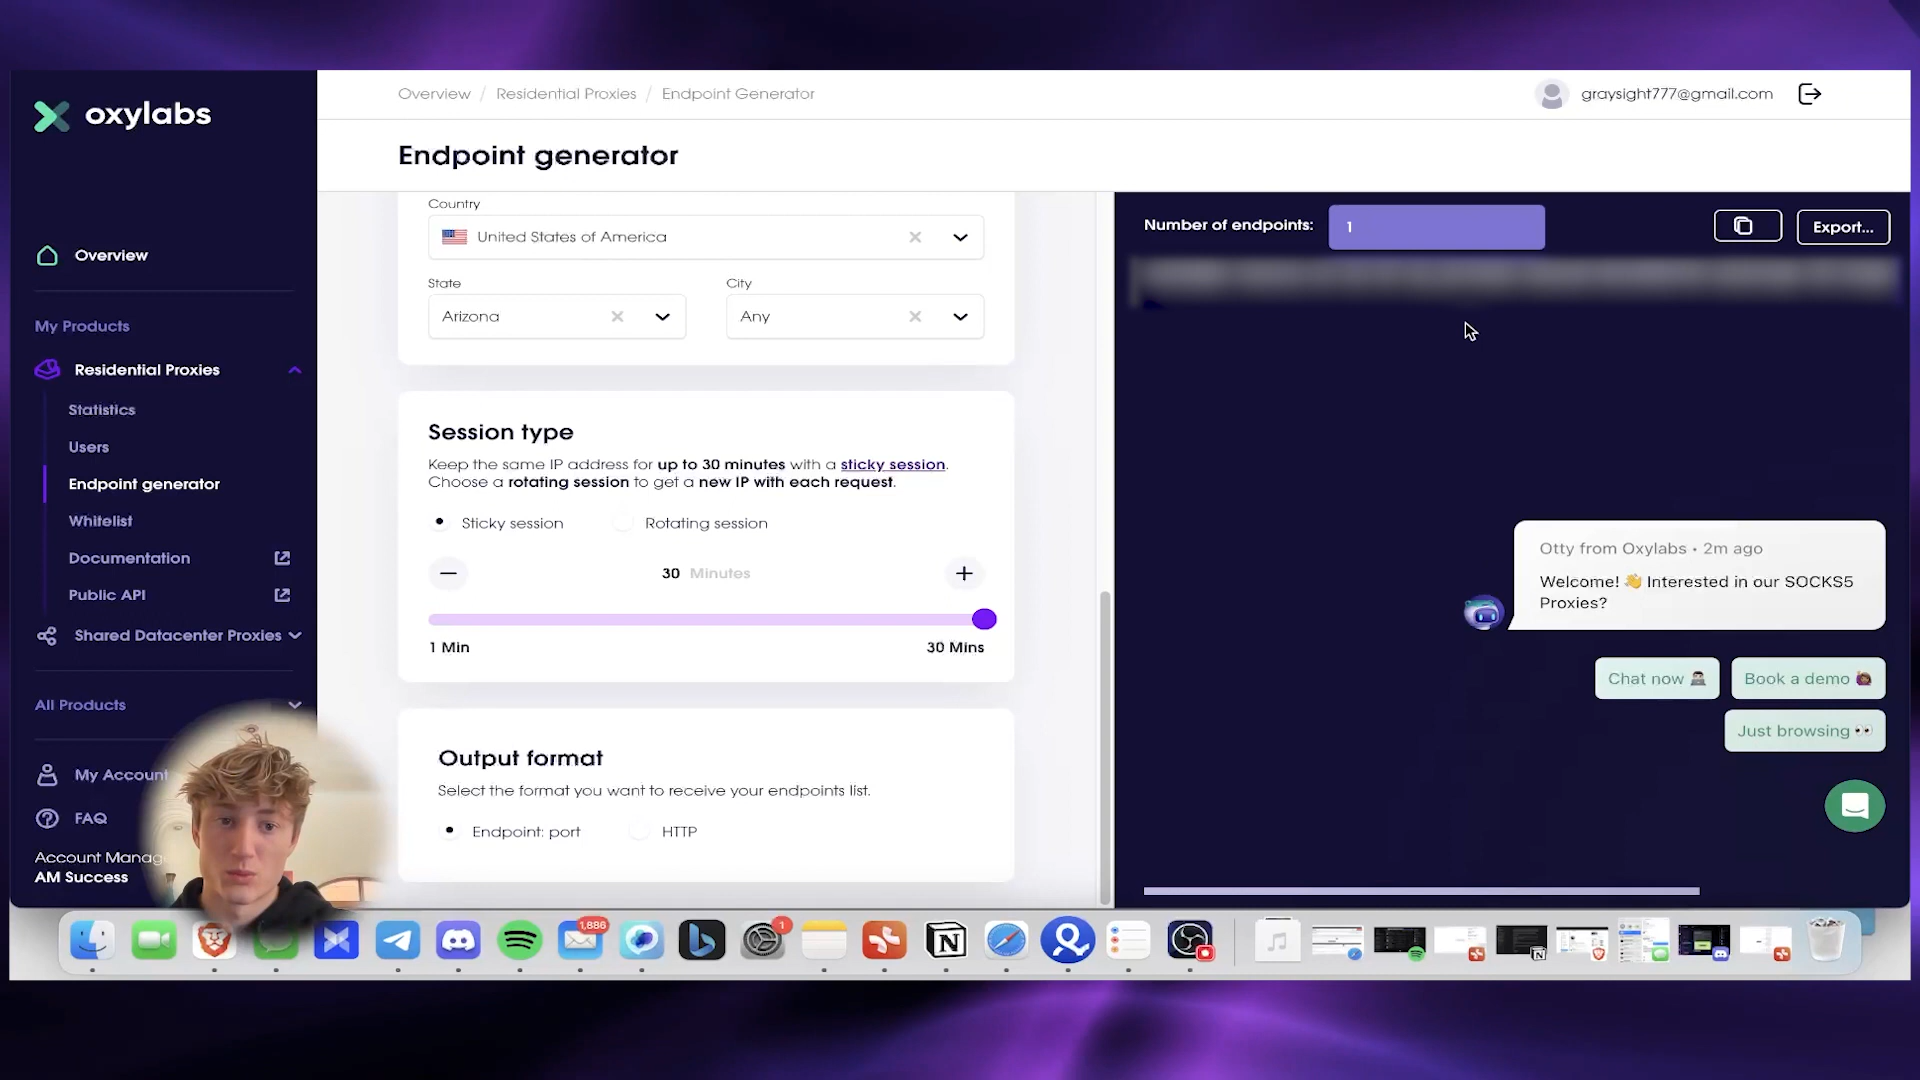 oxylabs
Overview
My Products
Residential Proxies
Statistics
Users
Endpoint generator
Whitelist
Documentation
Public API
Shared Datacenter Proxies
All Products
My Account
FAQ
Account Manag
AM Success
Overview / Residential Proxies / Endpoint Generator
graysight777@gmail.com
Endpoint generator
Country
United States of America
State
City
Arizona
Any
Session type
Keep the same IP address for up to 30 minutes with a sticky session.
Choose a rotating session to get a new IP with each request.
Sticky session
Rotating session
30 Minutes
1 Min
30 Mins
Output format
Select the format you want to receive your endpoints list.
Endpoint: port
HTTP
Number of endpoints:
1
Export...
Otty from Oxylabs • 2m ago
Welcome! 👋 Interested in our SOCKS5
Proxies?
Chat now
Book a demo
Just browsing 👀
1,886
1